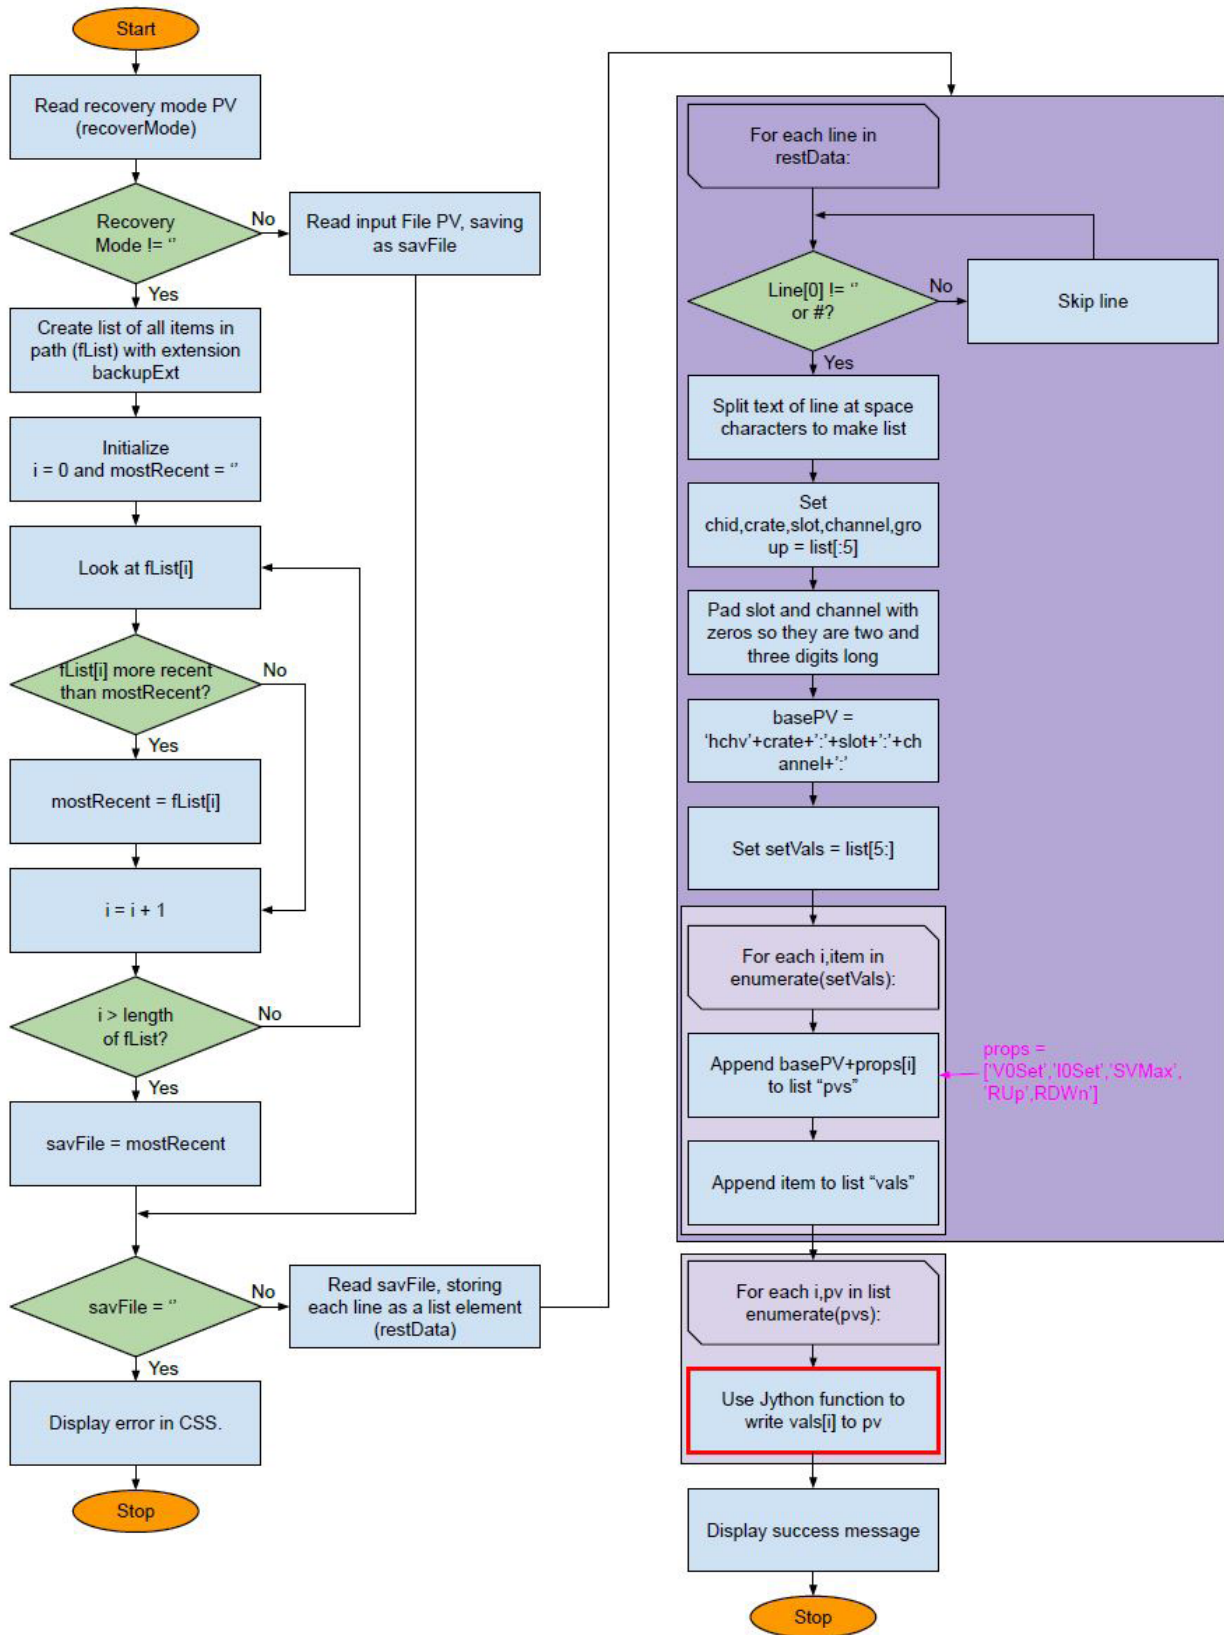 Start
Read recovery mode PV
(recoverMode)
Recovery
Mode != ‘’
No
Read input File PV, saving
as savFile
Yes
Create list of all items in
path (fList) with extension
backupExt
Initialize
i = 0 and mostRecent = ‘’
Look at fList[i]
fList[i] more recent
than mostRecent?
No
Yes
mostRecent = fList[i]
i = i + 1
i > length
of fList?
No
Yes
savFile = mostRecent
savFile = ‘’
No
Read savFile, storing
each line as a list element
(restData)
Yes
Display error in CSS.
Stop
For each line in
restData:
Line[0] != ‘’
or #?
No
Skip line
Yes
Split text of line at space
characters to make list
Set
chid,crate,slot,channel,gro
up = list[:5]
Pad slot and channel with
zeros so they are two and
three digits long
basePV =
‘hchv’+crate+’:’+slot+’:’+ch
annel+’:’
Set setVals = list[5:]
For each i,item in
enumerate(setVals):
Append basePV+props[i]
to list “pvs”
props =
[‘V0Set’,’I0Set’,’SVMax’,
’RUp’,RDWn’]
Append item to list “vals”
For each i,pv in list
enumerate(pvs):
Use Jython function to
write vals[i] to pv
Display success message
Stop